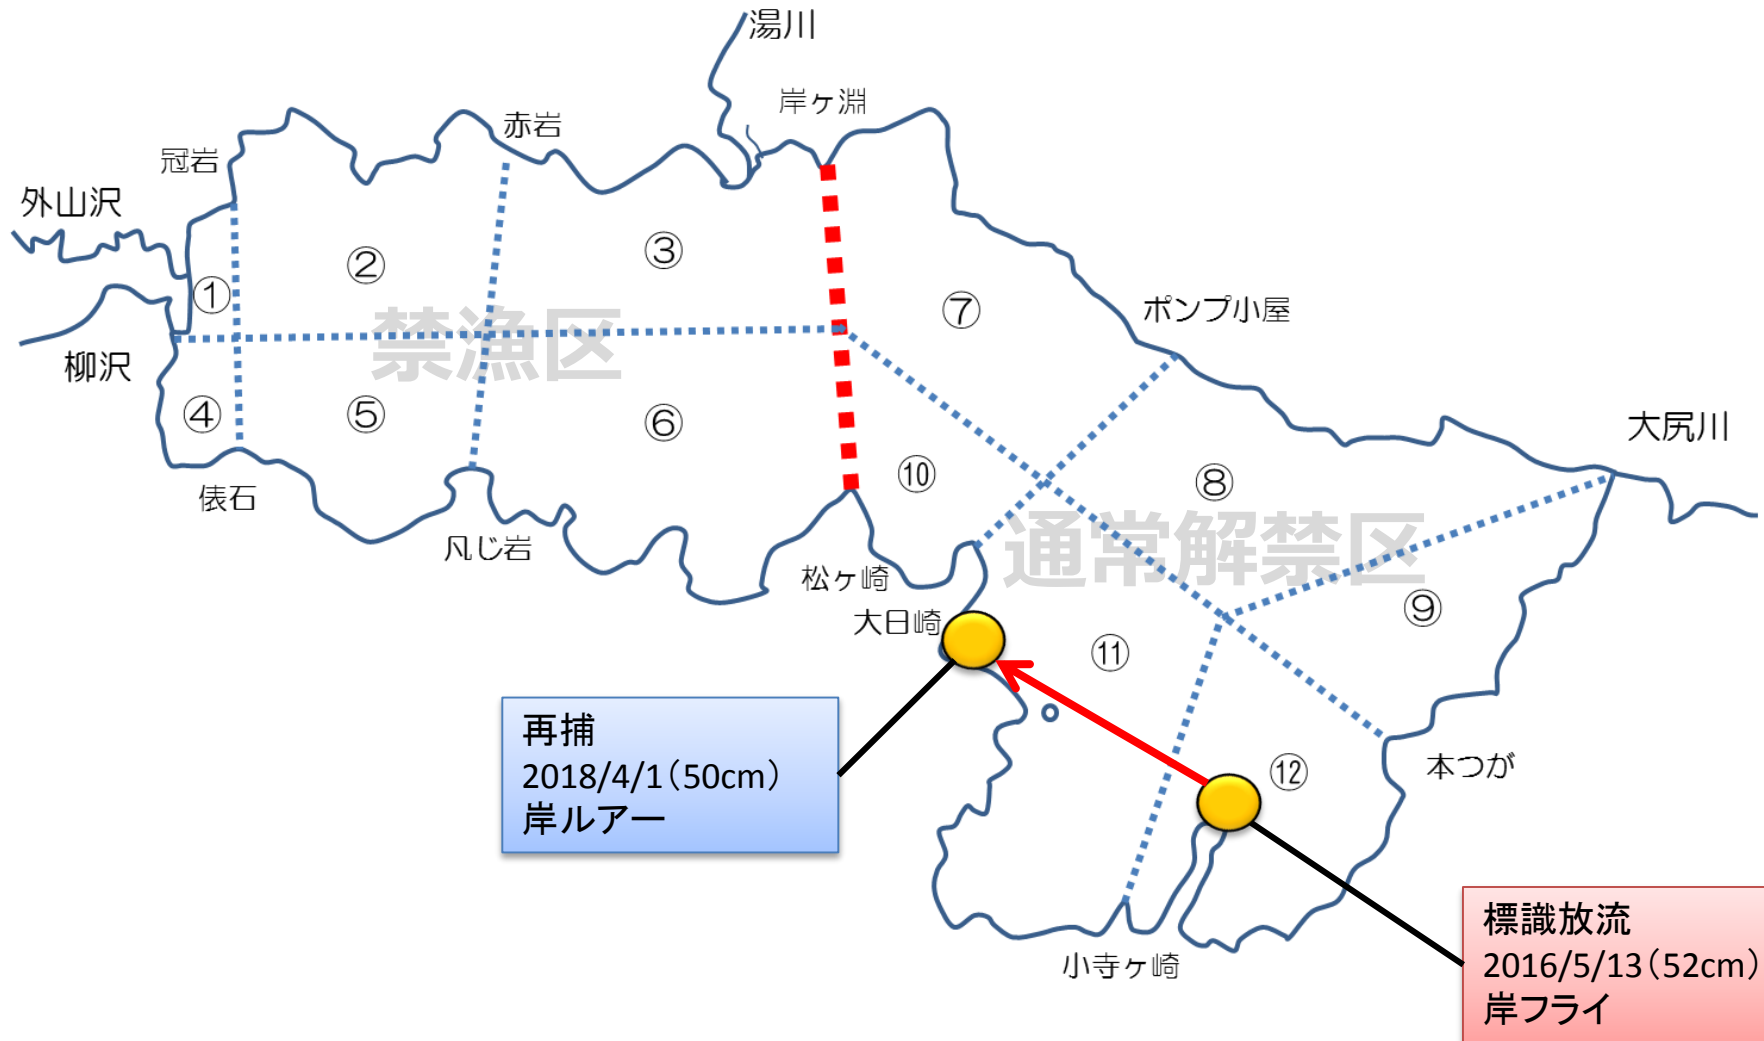 湯川
岸ヶ淵
赤岩
冠岩
外山沢
③
②
①
⑦
ポンプ小屋
禁漁区
柳沢
④
⑤
⑥
大尻川
⑩
⑧
俵石
通常解禁区
凡じ岩
松ヶ崎
⑨
大日崎
⑪
再捕
2018/4/1(50cm)
岸ルアー
本つが
⑫
標識放流
2016/5/13(52cm)
岸フライ
小寺ヶ崎